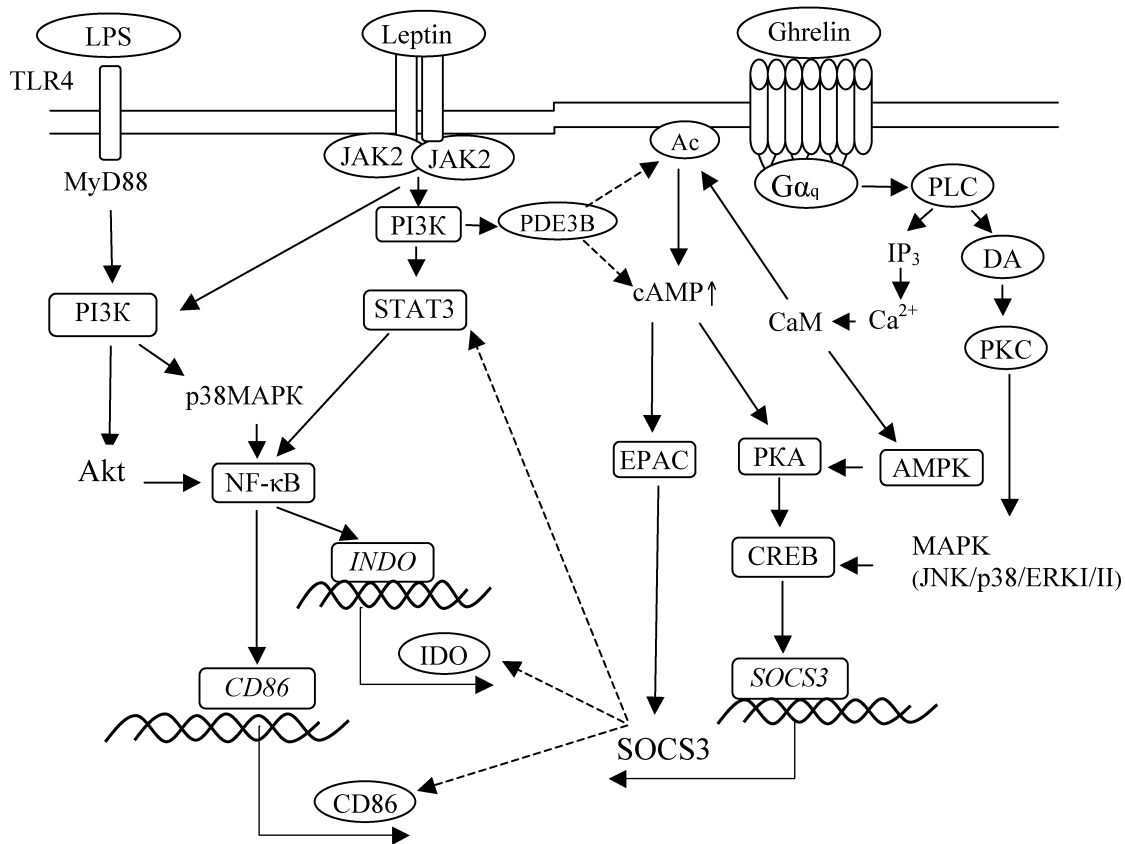 LPS
Leptin
Ghrelin
TLR4
Ac
JAK2
JAK2
MyD88
Gαq
PLC
PI3K
PDE3B
IP3
DA
cAMP↑
PI3K
STAT3
CaM
Ca2+
PKC
p38MAPK
EPAC
PKA
AMPK
Akt
NF-κB
INDO
CREB
MAPK
(JNK/p38/ERKI/II)
IDO
CD86
SOCS3
SOCS3
CD86